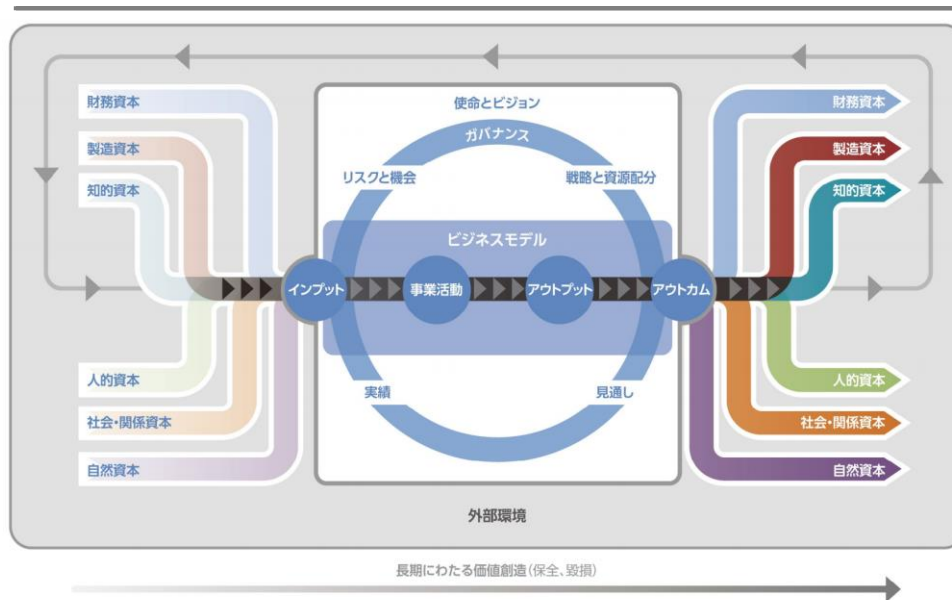 財務資本
製造資本
知的資本
人的資本
社会・関係資本
自然資本
使命とビジョン
ガバナンス
リスクと機会
戦略と資源配分
ビジネスモデル
インプット
事業活動
アウトプット
アウトカム
実績
見通し
財務資本
製造資本
知的資本
人的資本
社会・関係資本
自然資本
外部環境
長期にわたる価値創造(保全、毀損)